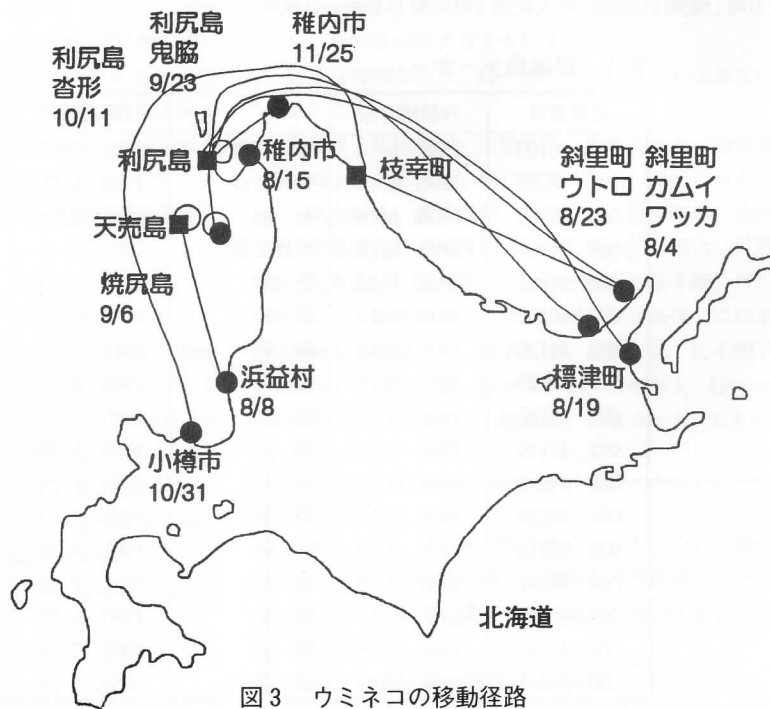 利尻島
沓形
10/11
利尻島
鬼脇
9/23
稚内市
11/25
利尻島
稚内市
8/15
枝幸町
斜里町
ウトロ
8/23
斜里町
カムイ
ワッカ
8/4
天売島
焼尻島
9/6
浜益村
8/8
標津町
8/19
小樽市
10/31
北海道
図3 ウミネコの移動径路